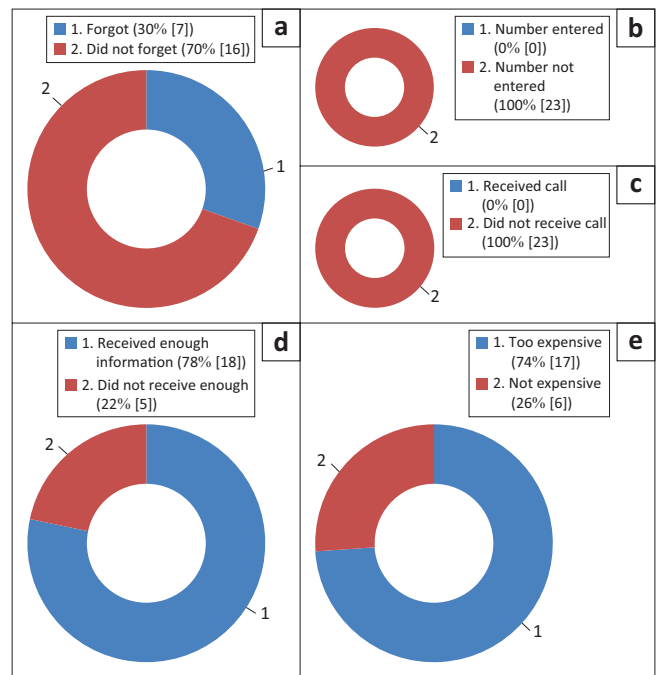 1. Forgot (30% [7])
2. Did not forget (70% [16])
a
2
1
1. Number entered
(0% [0])
2. Number not
entered
(100% [23])
b
2
1. Received call
(0% [0])
2. Did not receive call
(100% [23])
c
2
1. Received enough
information (78% [18])
2. Did not receive enough
(22% [5])
d
2
1
1. Too expensive
(74% [17])
2. Not expensive
(26% [6])
e
2
1